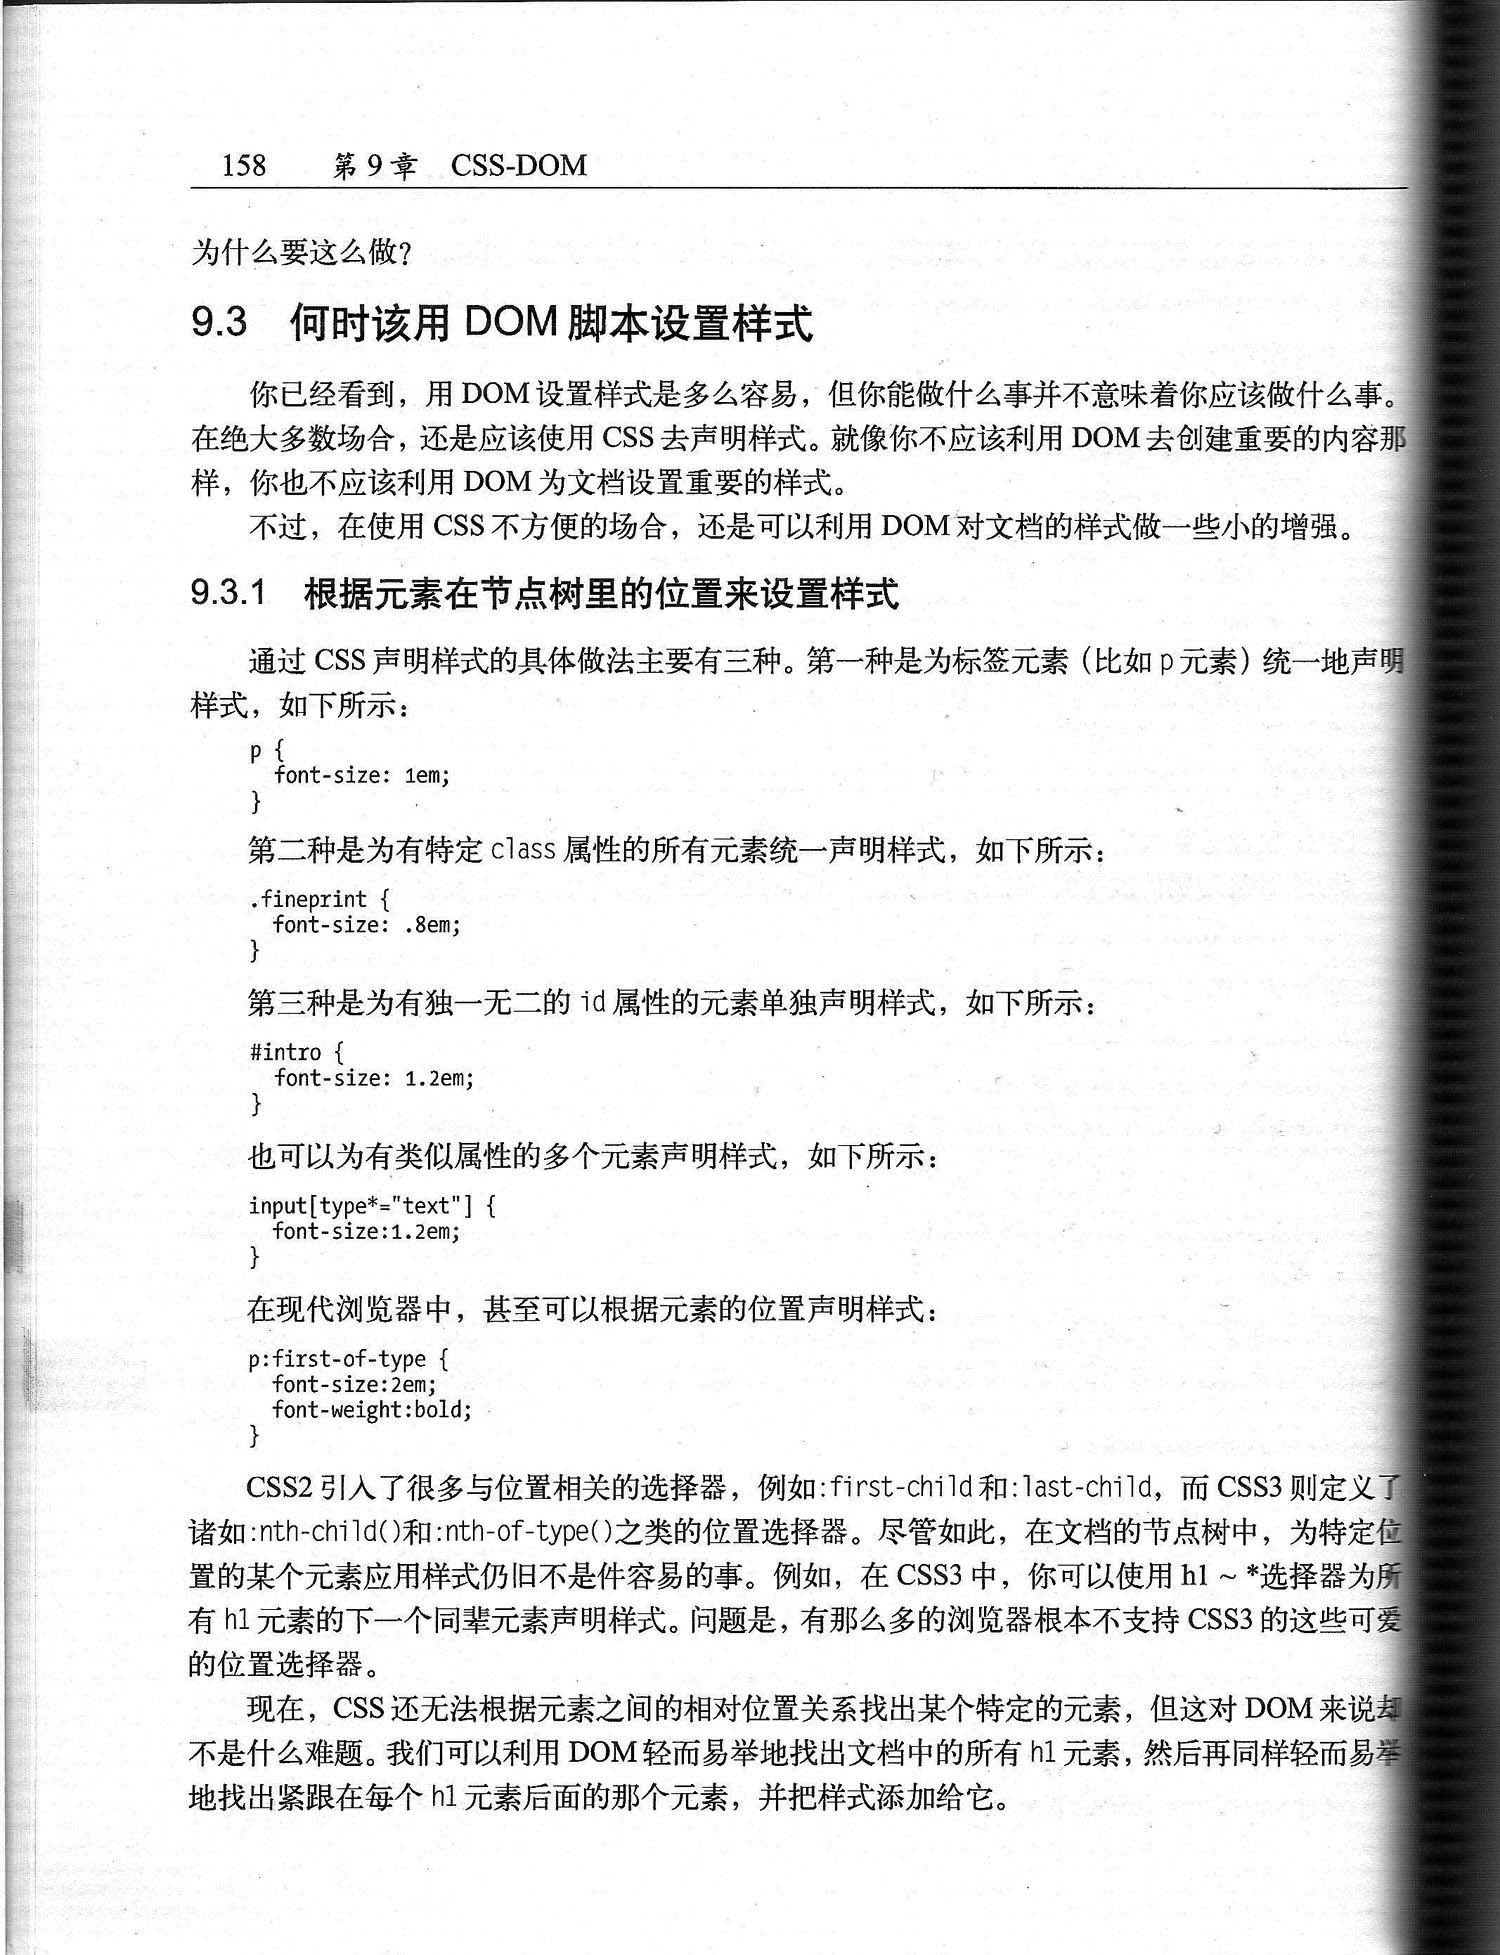 158 第 9 章 CSS-DOM
为什么要这么做?
9.3 何时该用 DOM 脚本设置样式
你已经看到，用 DOM 设置样式是多么容易，但你能做什么事并不意味着你应该做什么事。
在绝大多数场合，还是应该使用 CSS 去声明样式。就像你不应该利用 DOM 去创建重要的内容那
样，你也不应该利用 DOM 为文档设置重要的样式。
不过，在使用 CSS 不方便的场合，还是可以利用 DOM 对文档的样式做一些小的增强。
9.3.1 根据元素在节点树里的位置来设置样式
通过 CSS 声明样式的具体做法主要有三种。第一种是为标签元素（比如 p 元素）统一地声明
样式，如下所示：
p {
  font-size: 1em;
}
第二种是为有特定 class 属性的所有元素统一声明样式，如下所示：
.fineprint {
  font-size: .8em;
}
第三种是为有独一无二的 id 属性的元素单独声明样式，如下所示：
#intro {
  font-size: 1.2em;
}
也可以为有类似属性的多个元素声明样式，如下所示：
input[type*="text"] {
  font-size:1.2em;
}
在现代浏览器中，甚至可以根据元素的位置声明样式：
p:first-of-type {
  font-size:2em;
  font-weight:bold;
}
CSS2 引入了很多与位置相关的选择器，例如:first-child和:last-child，而 CSS3 则定义了
诸如:nth-child()和:nth-of-type()之类的位置选择器。尽管如此，在文档的节点树中，为特定位
置的某个元素应用样式仍旧不是件容易的事。例如，在 CSS3 中，你可以使用 h1 ~ *选择器为所
有 h1 元素的下一个同辈元素声明样式。问题是，有那么多的浏览器根本不支持 CSS3 的这些可爱
的位置选择器。
现在，CSS 还无法根据元素之间的相对位置关系找出某个特定的元素，但这对 DOM 来说却
不是什么难题。我们可以利用 DOM 轻而易举地找出文档中的所有 h1 元素，然后再同样轻而易举
地找出紧跟在每个 h1 元素后面的那个元素，并把样式添加给它。